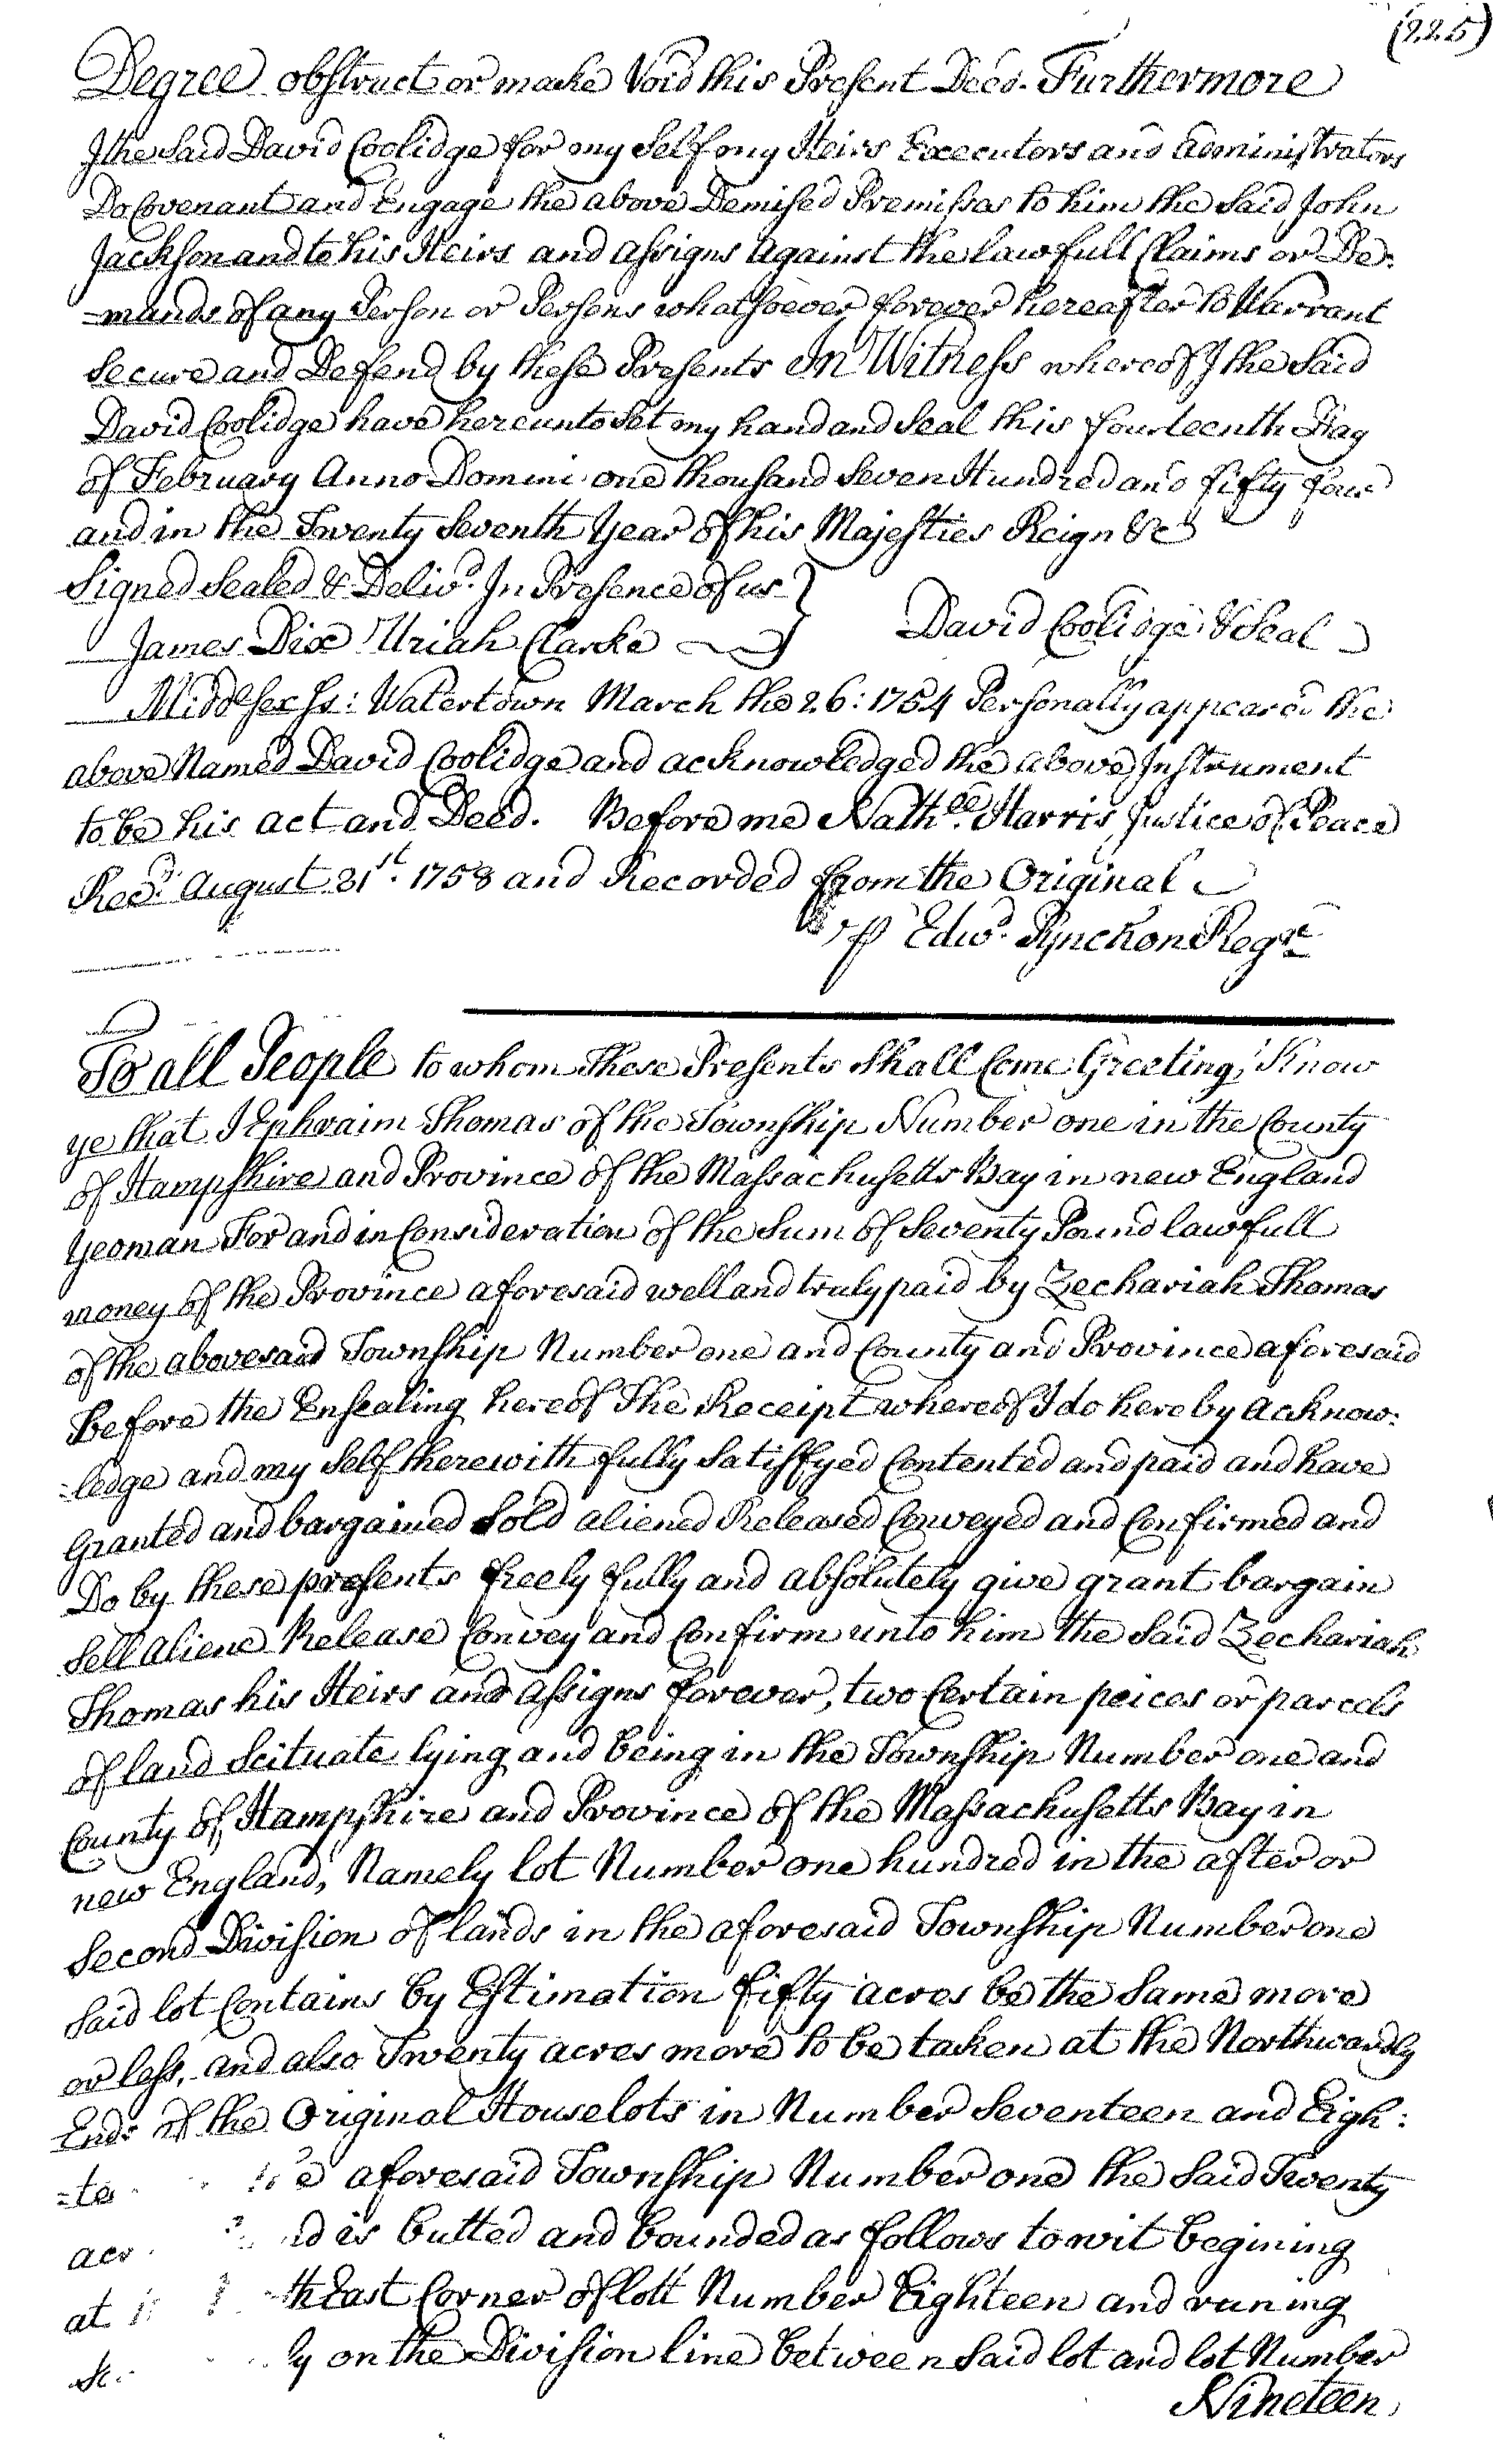 (225)
Degree obstruct or make Void this Present Deed. Furthermore
I the Said David Coolidge for my Self my Heirs Executors and administrators
Do Covenant and Engage the above Demised Premisses to him the Said John
Jackson and to his Heirs and assigns against the lawfull Claims or De-
-mands of any Person or Persons whatsoever forever hereafter to Warrant
Secure and Defend by these Presents In Witness whereof I the Said
David Coolidge have hereunto Set my hand and Seal this fourteenth Day
of February Anno Domini one thousand Seven Hundred and fifty four
and in the Twenty Seventh Year of his Majesties Reign &c
Signed Sealed & Delivd. In Presence of us
James Dix Uriah Clarke David Coolidge & Seal
Middlesex Ss: Watertown March the 26: 1754 Personally appeared the
above Named David Coolidge and acknowledged the above Instrument
to be his act and Deed. Before me Nathll. Harris Justice of Peace
Recd. August 31st. 1758 and Recorded from the Original
p Edwd. Pynchon Regr
To all People to whom These Presents Shall Come Greeting, Know
ye that I Ephraim Thomas of the Township Number one in the County
of Hampshire and Province of the Massachusetts Bay in new England
Yeoman For and in Consideration of the Sum of Seventy Pound lawfull
money of the Province aforesaid well and truly paid by Zechariah Thomas
of the abovesaid Township Number one and County and Province aforesaid
Before the Ensealing hereof The Receipt whereof I do hereby acknow:
-ledge and my Self therewith fully Satisfyed Contented and paid and have
Granted and bargained Sold aliened Released Conveyed and Confirmed and
Do by these presents freely fully and absolutely give grant bargain
Sell aliene Release Convey and Confirm unto him the Said Zechariah
Thomas his Heirs and assigns forever, two Certain peices or parcels
of land Scituate lying and being in the Township Number one and
County of Hampshire and Province of the Massachusetts Bay in
new England, Namely lot Number one hundred in the after or
Second Division of lands in the aforesaid Township Number one
Said lot Contains by Estimation fifty acres be the Same more
or less, and also Twenty acres more to be taken at the Northwardly
Ends of the Original Houselots in Number Seventeen and Eigh:
=te aforesaid Township Number one the Said Twenty
acr d is butted and bounded as follows to wit begining
at th East Corner of lott Number Eighteen and runing
ly on the Division line between Said lot and lot Number
Nineteen